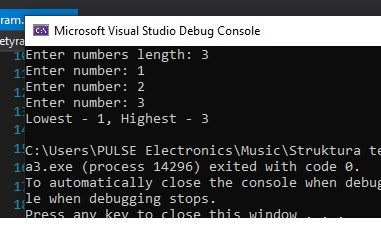 ram.
Microsoft Visual Studio Debug Console
etyra
Enter numbers length: 3
Enter number: 1
Enter number: 2
Enter number: 3
Lowest - 1, Highest - 3
C:\Users\PULSE Electronics\Music\Struktura te
a3.exe (process 14296) exited with code 0.
To automatically close the console when debug
le when debugging stops.
Press any key to close this window . . .